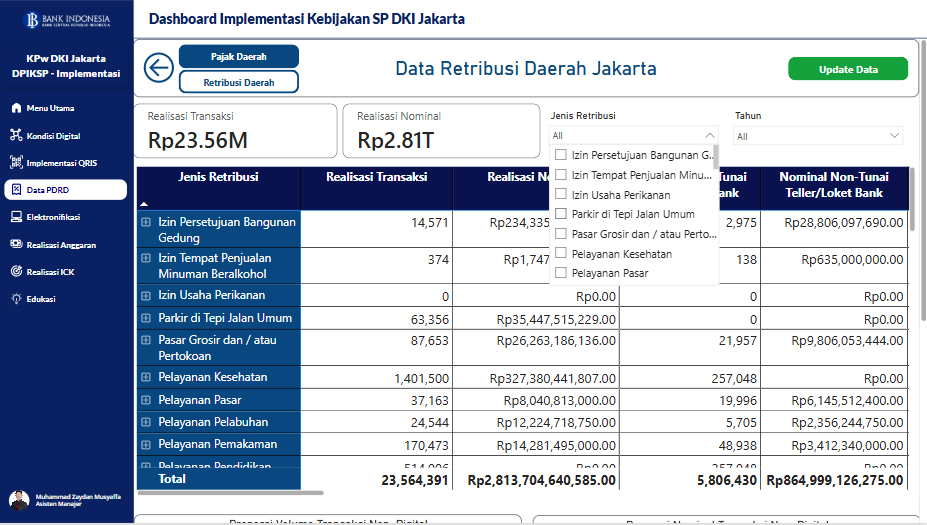 BANK INDONESIA
BANK SENTRAL REPUBLIK INDONESIA
KPw DKI Jakarta
DPIKSP - Implementasi
Menu Utama
Kondisi Digital
Implementasi QRIS
Data PDRD
Elektronifikasi
Realisasi Anggaran
Realisasi ICK
Edukasi
Muhammad Zaydan Musyaffa
Asisten Manajer
Dashboard Implementasi Kebijakan SP DKI Jakarta
Pajak Daerah
Retribusi Daerah
Data Retribusi Daerah Jakarta
Update Data
Realisasi Transaksi
Rp23.56M
Realisasi Nominal
Rp2.81T
Jenis Retribusi
All
Izin Persetujuan Bangunan G...
Izin Tempat Penjualan Minu...
Izin Usaha Perikanan
Parkir di Tepi Jalan Umum
Pasar Grosir dan / atau Perto...
Pelayanan Kesehatan
Pelayanan Pasar
Tahun
All
Jenis Retribusi Realisasi Transaksi Realisasi No Tunai Nominal Non-Tunai
ank Teller/Loket Bank
Izin Persetujuan Bangunan 14,571 Rp234,335 2,975 Rp28,806,097,690.00
Gedung
Izin Tempat Penjualan 374 Rp1,747 138 Rp635,000,000.00
Minuman Beralkohol
Izin Usaha Perikanan 0 Rp0.00 0 Rp0.00
Parkir di Tepi Jalan Umum 63,356 Rp35,447,515,229.00 0 Rp0.00
Pasar Grosir dan / atau 87,653 Rp26,263,186,136.00 21,957 Rp9,806,053,444.00
Pertokoan
Pelayanan Kesehatan 1,401,500 Rp327,380,441,807.00 257,048 Rp0.00
Pelayanan Pasar 37,163 Rp8,040,813,000.00 19,996 Rp6,145,512,400.00
Pelayanan Pelabuhan 24,544 Rp12,224,718,750.00 5,705 Rp2,356,244,750.00
Pelayanan Pemakaman 170,473 Rp14,281,495,000.00 48,938 Rp3,412,340,000.00
Pelayanan Pendidikan
Total 23,564,391 Rp2,813,704,640,585.00 5,806,430 Rp864,999,126,275.00